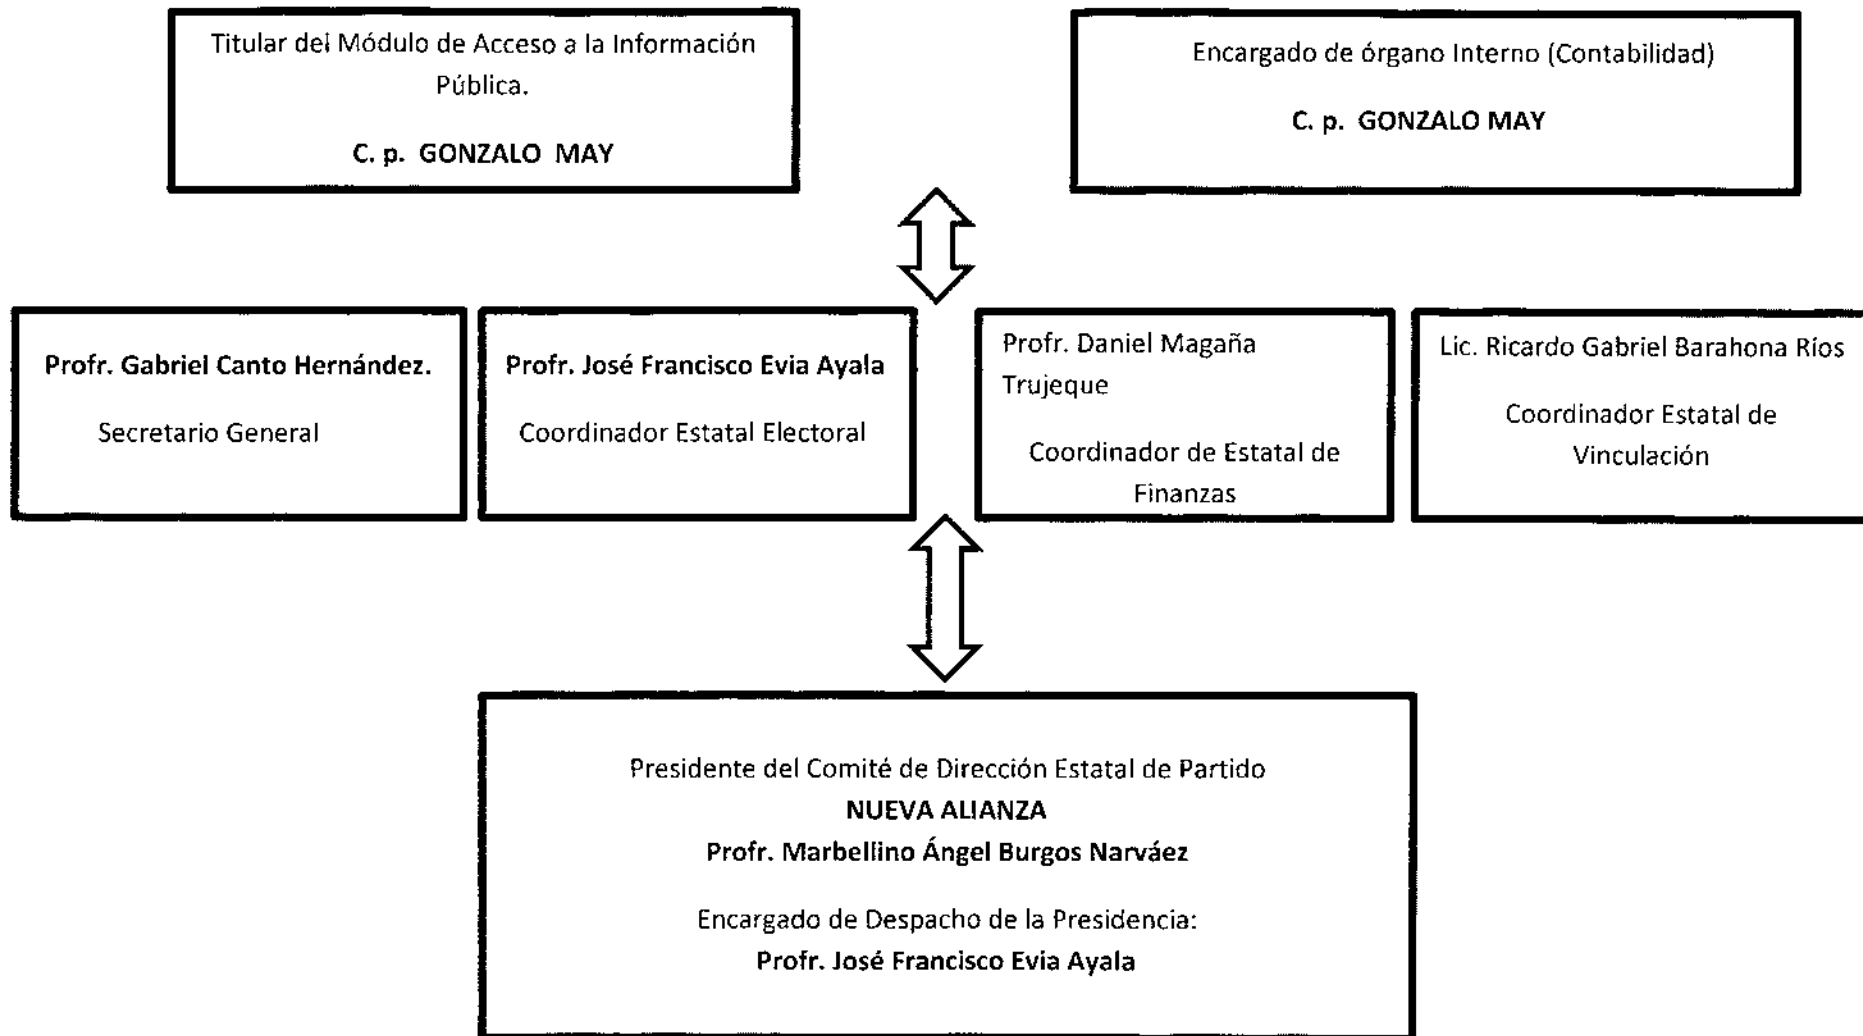 Titular del Módulo de Acceso a la Información
Pública.
C. p. GONZALO MAY
Encargado de órgano Interno (Contabilidad)
C. p. GONZALO MAY
Profr. Gabriel Canto Hernández.
Secretario General
Profr. José Francisco Evia Ayala
Coordinador Estatal Electoral
Profr. Daniel Magaña
Trujeque
Coordinador de Estatal de
Finanzas
Lic. Ricardo Gabriel Barahona Ríos
Coordinador Estatal de
Vinculación
Presidente del Comité de Dirección Estatal de Partido
NUEVA ALIANZA
Profr. Marbellino Ángel Burgos Narváez
Encargado de Despacho de la Presidencia:
Profr. José Francisco Evia Ayala